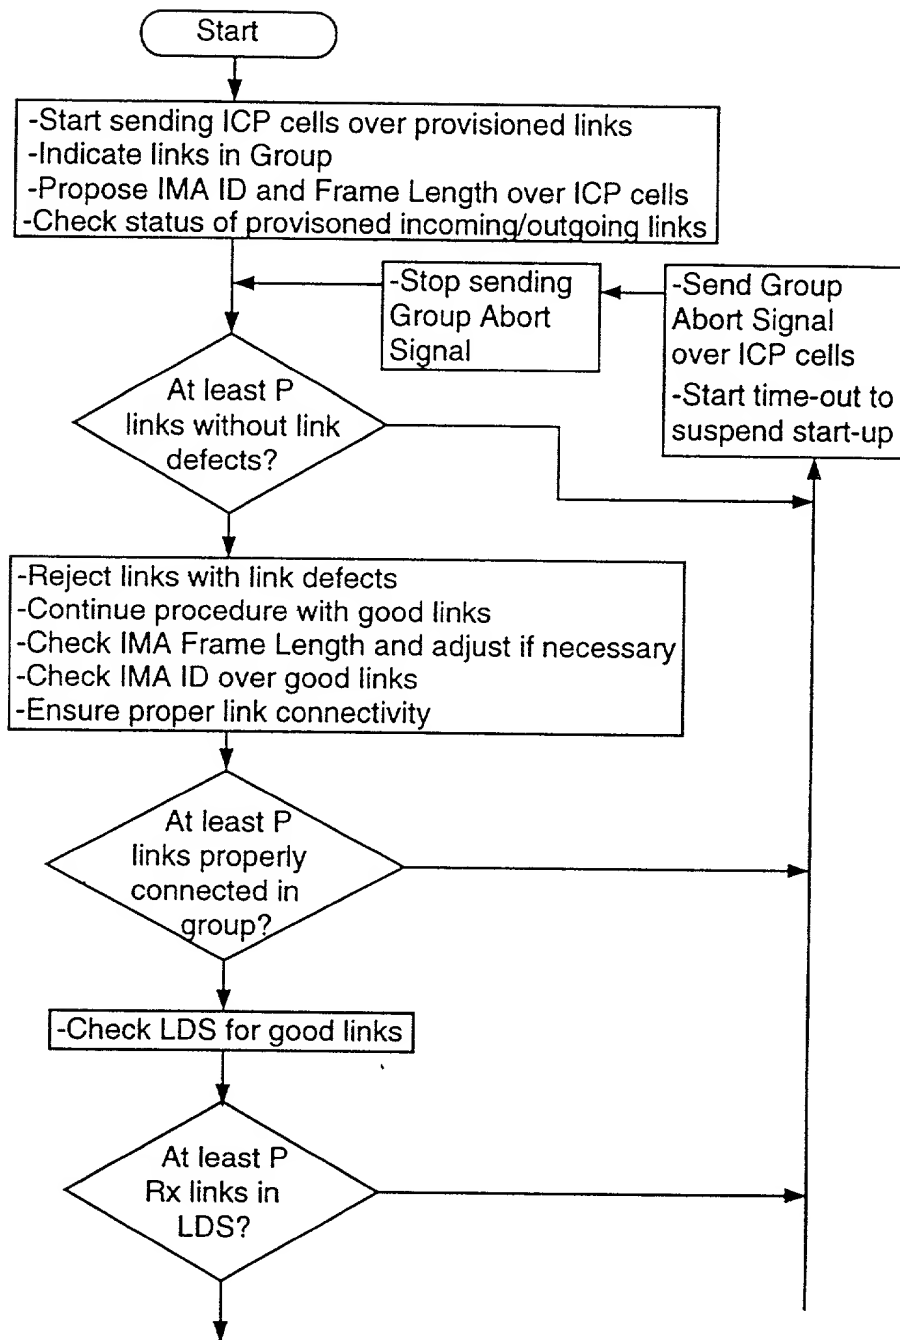 Start
-Start sending ICP cells over provisioned links
-Indicate links in Group
-Propose IMA ID and Frame Length over ICP cells
-Check status of provisoned incoming/outgoing links
-Stop sending
Group Abort
Signal
-Send Group
Abort Signal
over ICP cells
-Start time-out to
suspend start-up
At least P
links without link
defects?
-Reject links with link defects
-Continue procedure with good links
-Check IMA Frame Length and adjust if necessary
-Check IMA ID over good links
-Ensure proper link connectivity
At least P
links properly
connected in
group?
-Check LDS for good links
At least P
Rx links in
LDS?